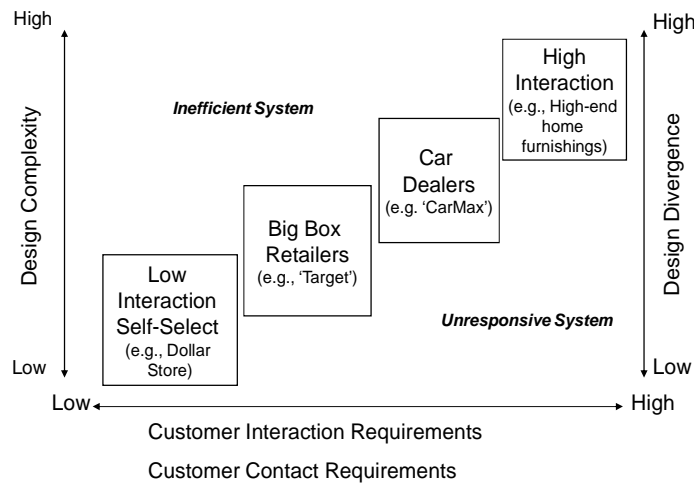 High
High
High
Interaction
(e.g., High-end
home
furnishings)
Inefficient System
Car
Dealers
(e.g. 'CarMax')
Design Complexity
Design Divergence
Big Box
Retailers
(e.g., ‘Target’)
Low
Interaction
Self-Select
(e.g., Dollar
Store)
Unresponsive System
Low
Low
Low
High
Customer Interaction Requirements
Customer Contact Requirements